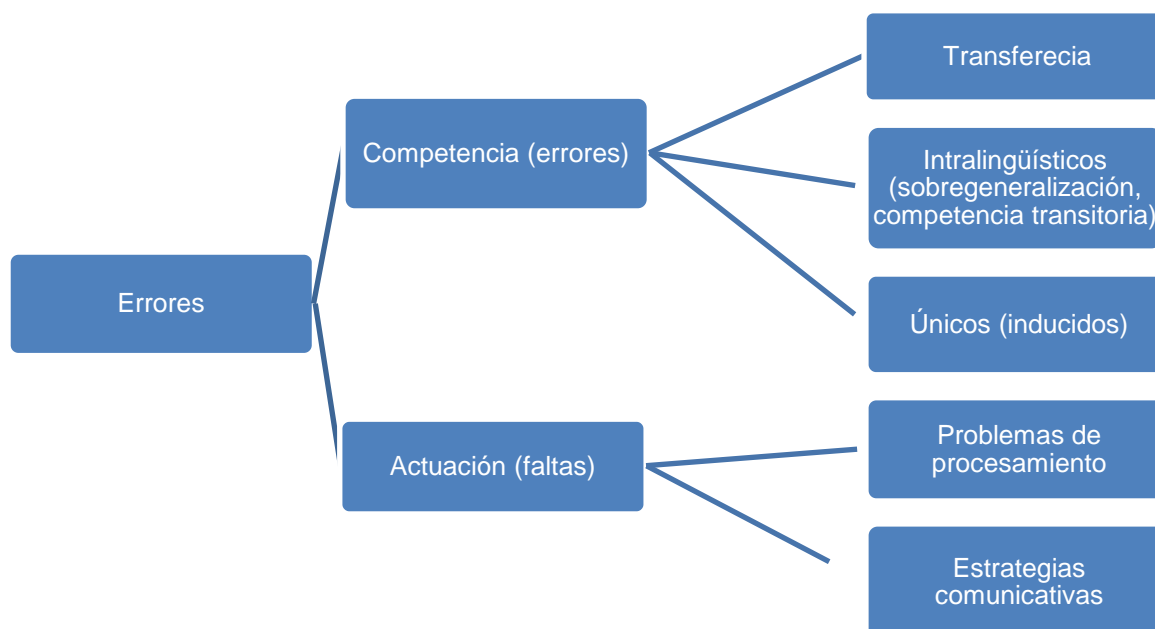 Errores
Competencia (errores)
Transferecia
Intralingüísticos
(sobregeneralización,
competencia transitoria)
Únicos (inducidos)
Actuación (faltas)
Problemas de
procesamiento
Estrategias
comunicativas